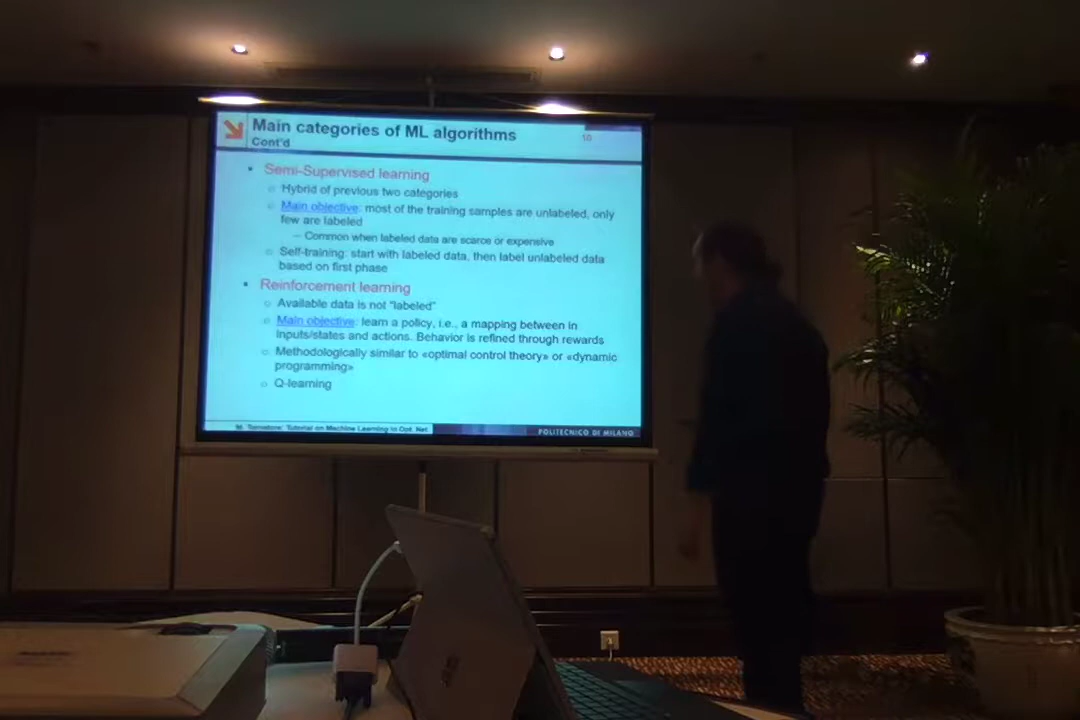 Main categories of ML algorithms
Cont'd
10
Semi-Supervised learning
Hybrid of previous two categories
Main objective: most of the training samples are unlabeled, only
few are labeled
– Common when labeled data are scarce or expensive
Self-training: start with labeled data, then label unlabeled data
based on first phase
Reinforcement learning
Available data is not "labeled"
Main objective: learn a policy, i.e., a mapping between in
inputs/states and actions. Behavior is refined through rewards
Methodologically similar to «optimal control theory» or «dynamic
programming»
Q-learning
M. Tornatore: Tutorial on Machine Learning in Opt. Net.
POLITECNICO DI MILANO